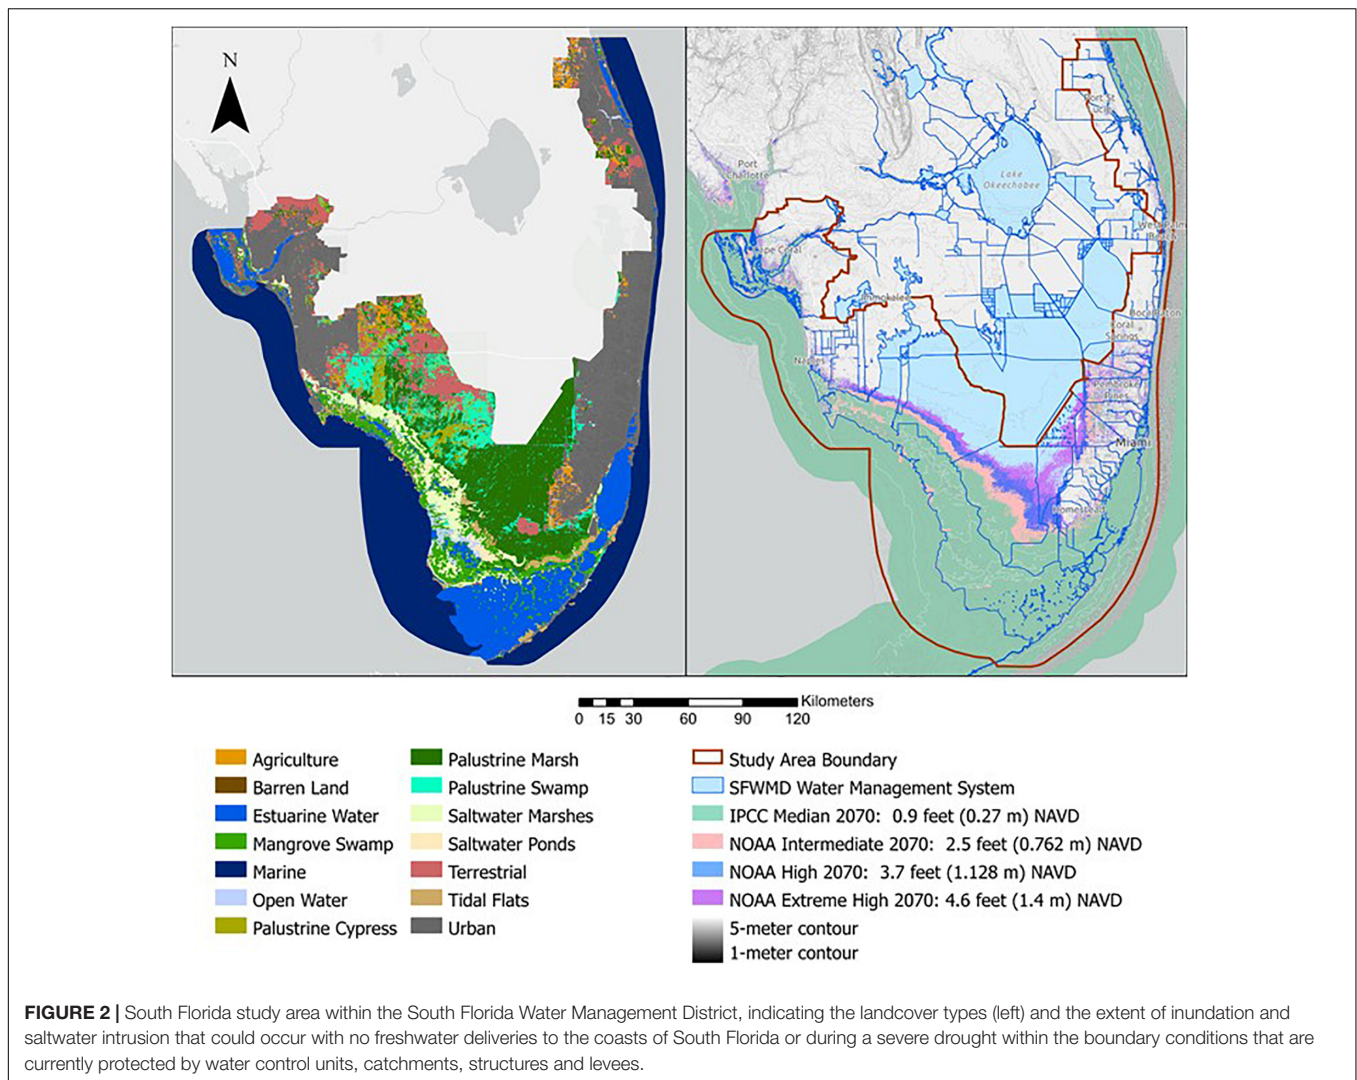 N
Port St
Lucie
Port
Charlotte
Lake
Okeechobee
West Palm
Beach
Cape Coral
Immokalee
Boca Raton
Coral
Springs
Naples
Pembroke
Pines
Miami
Homestead
Kilometers
0 15 30 60 90 120
Agriculture
Barren Land
Estuarine Water
Mangrove Swamp
Marine
Open Water
Palustrine Cypress
Palustrine Marsh
Palustrine Swamp
Saltwater Marshes
Saltwater Ponds
Terrestrial
Tidal Flats
Urban
Study Area Boundary
SFWMD Water Management System
IPCC Median 2070: 0.9 feet (0.27 m) NAVD
NOAA Intermediate 2070: 2.5 feet (0.762 m) NAVD
NOAA High 2070: 3.7 feet (1.128 m) NAVD
NOAA Extreme High 2070: 4.6 feet (1.4 m) NAVD
5-meter contour
1-meter contour
FIGURE 2 | South Florida study area within the South Florida Water Management District, indicating the landcover types (left) and the extent of inundation and
saltwater intrusion that could occur with no freshwater deliveries to the coasts of South Florida or during a severe drought within the boundary conditions that are
currently protected by water control units, catchments, structures and levees.